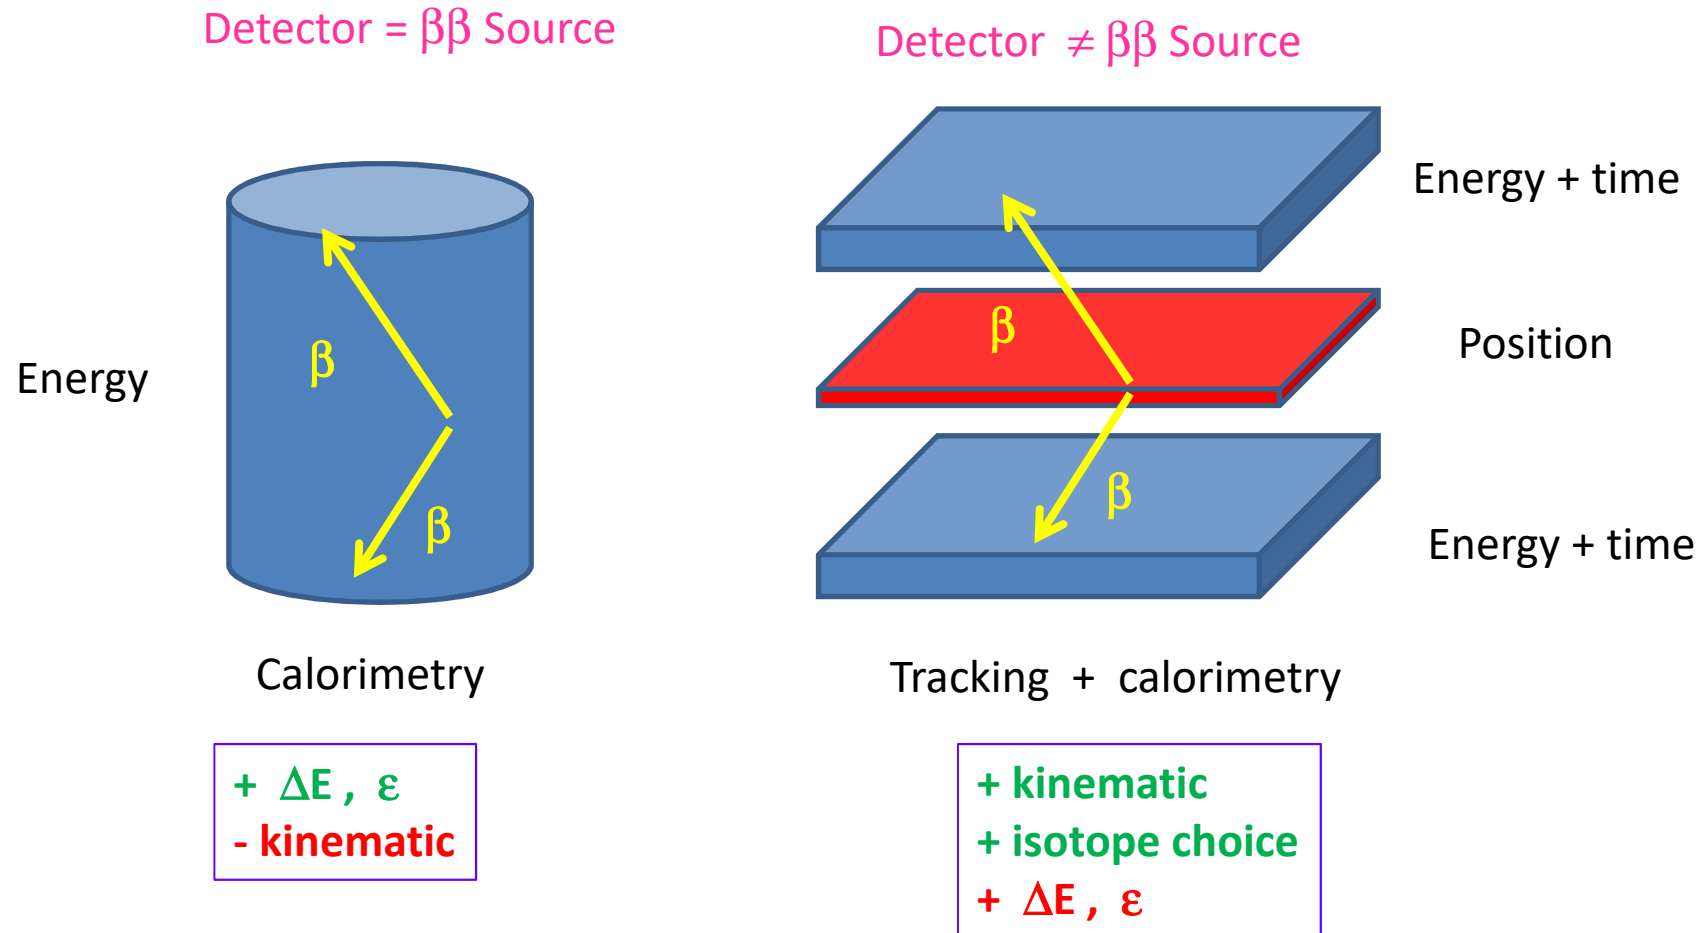 Detector = ββ Source
Detector ≠ ββ Source
Energy + time
β
Position
β
Energy
β
β
Energy + time
Calorimetry
Tracking + calorimetry
+ ΔE , ε
- kinematic
+ kinematic
+ isotope choice
+ ΔE , ε